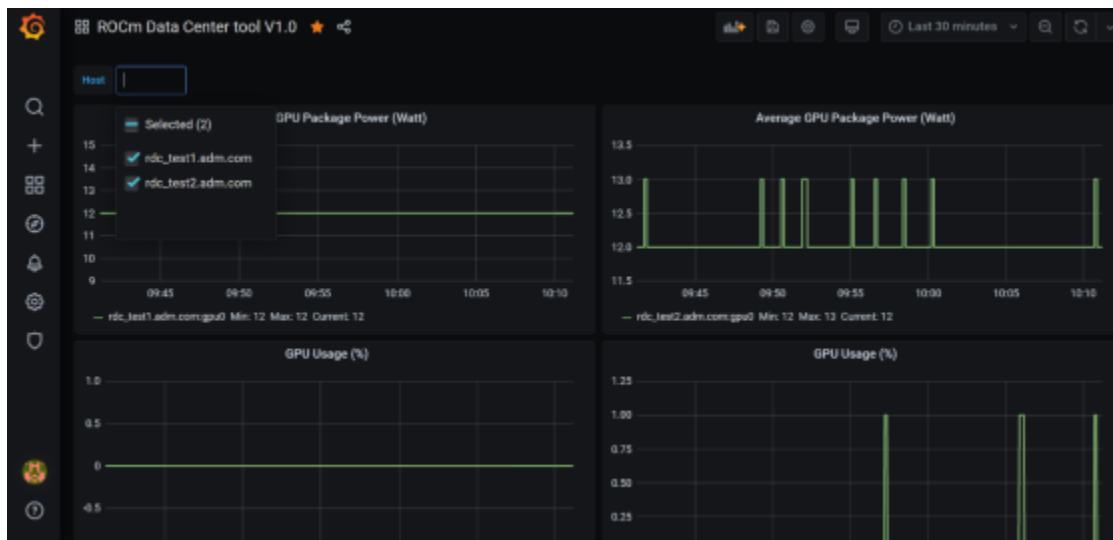 ROCm Data Center tool V1.0
Last 30 minutes
Host
Selected (2)
rdc_test1.adm.com
rdc_test2.adm.com
GPU Package Power (Watt)
15
14
13
12
11
10
9
09:45 09:50 09:55 10:00 10:05 10:10
rdc_test1.adm.com:gpu0 Min: 12 Max: 12 Current: 12
Average GPU Package Power (Watt)
13.5
13.0
12.5
12.0
11.5
09:45 09:50 09:55 10:00 10:05 10:10
rdc_test2.adm.com:gpu0 Min: 12 Max: 13 Current: 12
GPU Usage (%)
1.0
0.5
0
-0.5
GPU Usage (%)
1.25
1.00
0.75
0.50
0.25